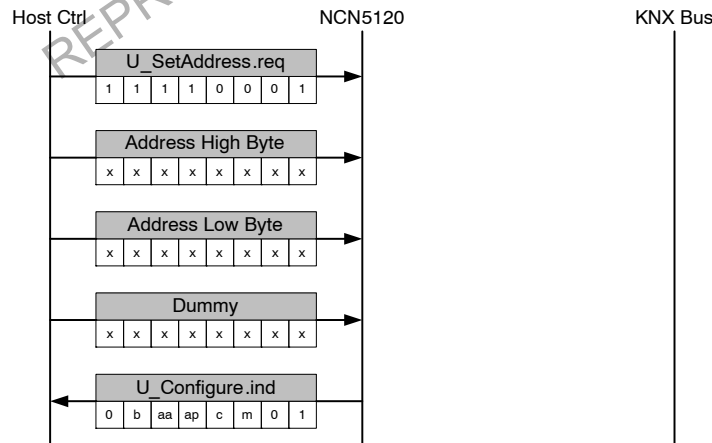 Host Ctrl NCN5120 KNX Bus
U_SetAddress.req
1 1 1 1 0 0 0 1
Address High Byte
x x x x x x x x
Address Low Byte
x x x x x x x x
Dummy
x x x x x x x x
U_Configure.ind
0 b aa ap c m 0 1